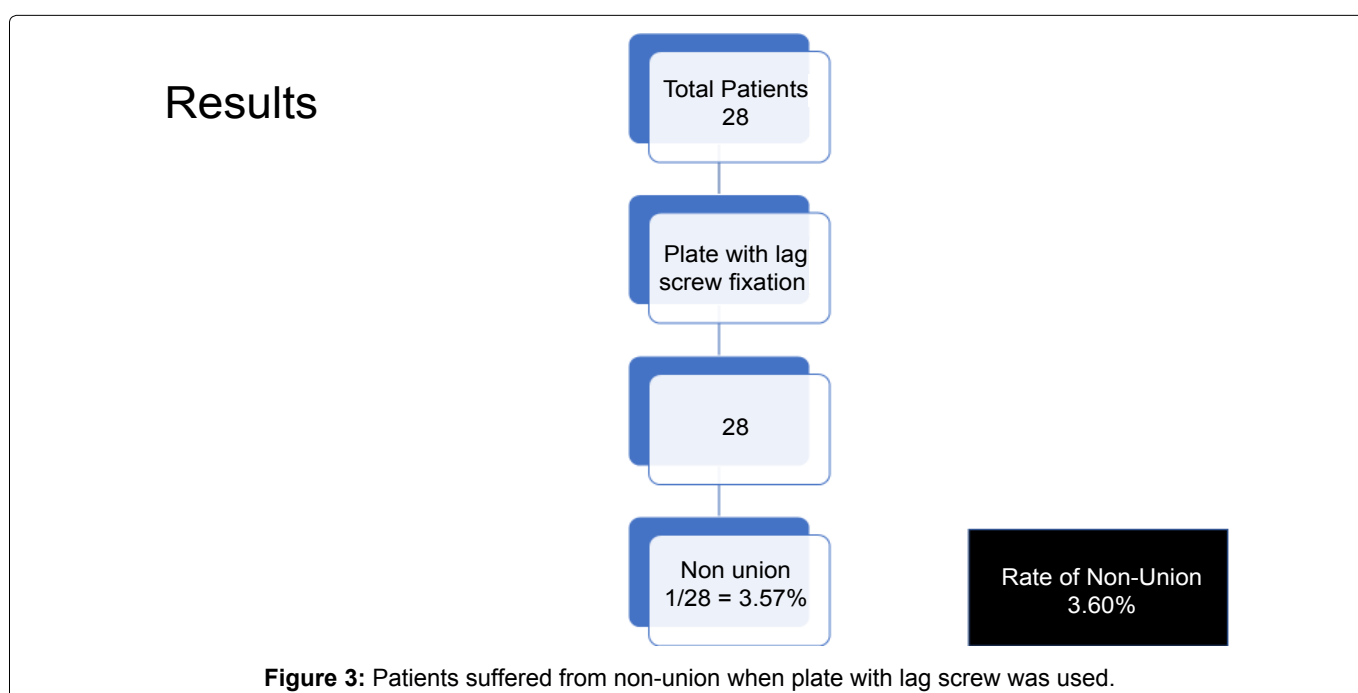 Results
Total Patients
28
Plate with lag
screw fixation
28
Non union
1/28 = 3.57%
Rate of Non-Union
3.60%
Figure 3: Patients suffered from non-union when plate with lag screw was used.